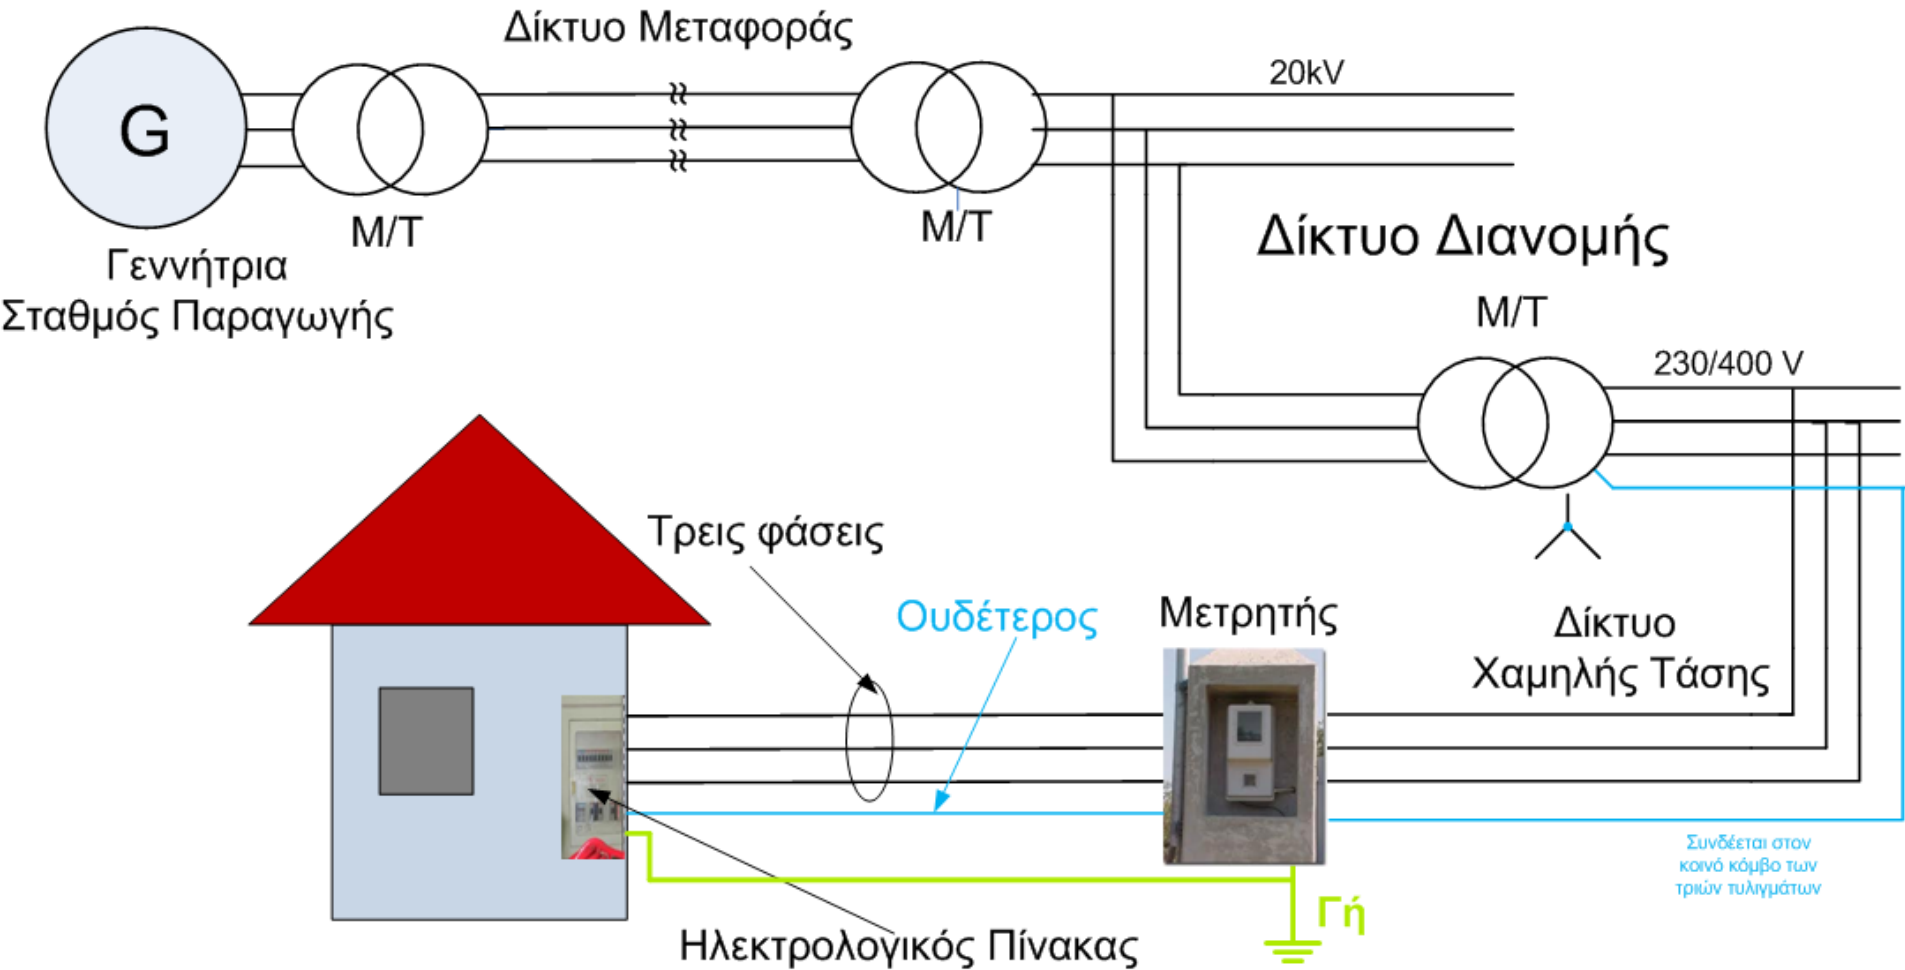 Δίκτυο Μεταφοράς
20kV
G
M/T
M/T
Γεννήτρια
Σταθμός Παραγωγής
Δίκτυο Διανομής
M/T
230/400 V
Τρεις φάσεις
Ουδέτερος
Μετρητής
Δίκτυο
Χαμηλής Τάσης
Συνδέεται στον
κοινό κόμβο των
τριών τυλιγμάτων
Γή
Ηλεκτρολογικός Πίνακας